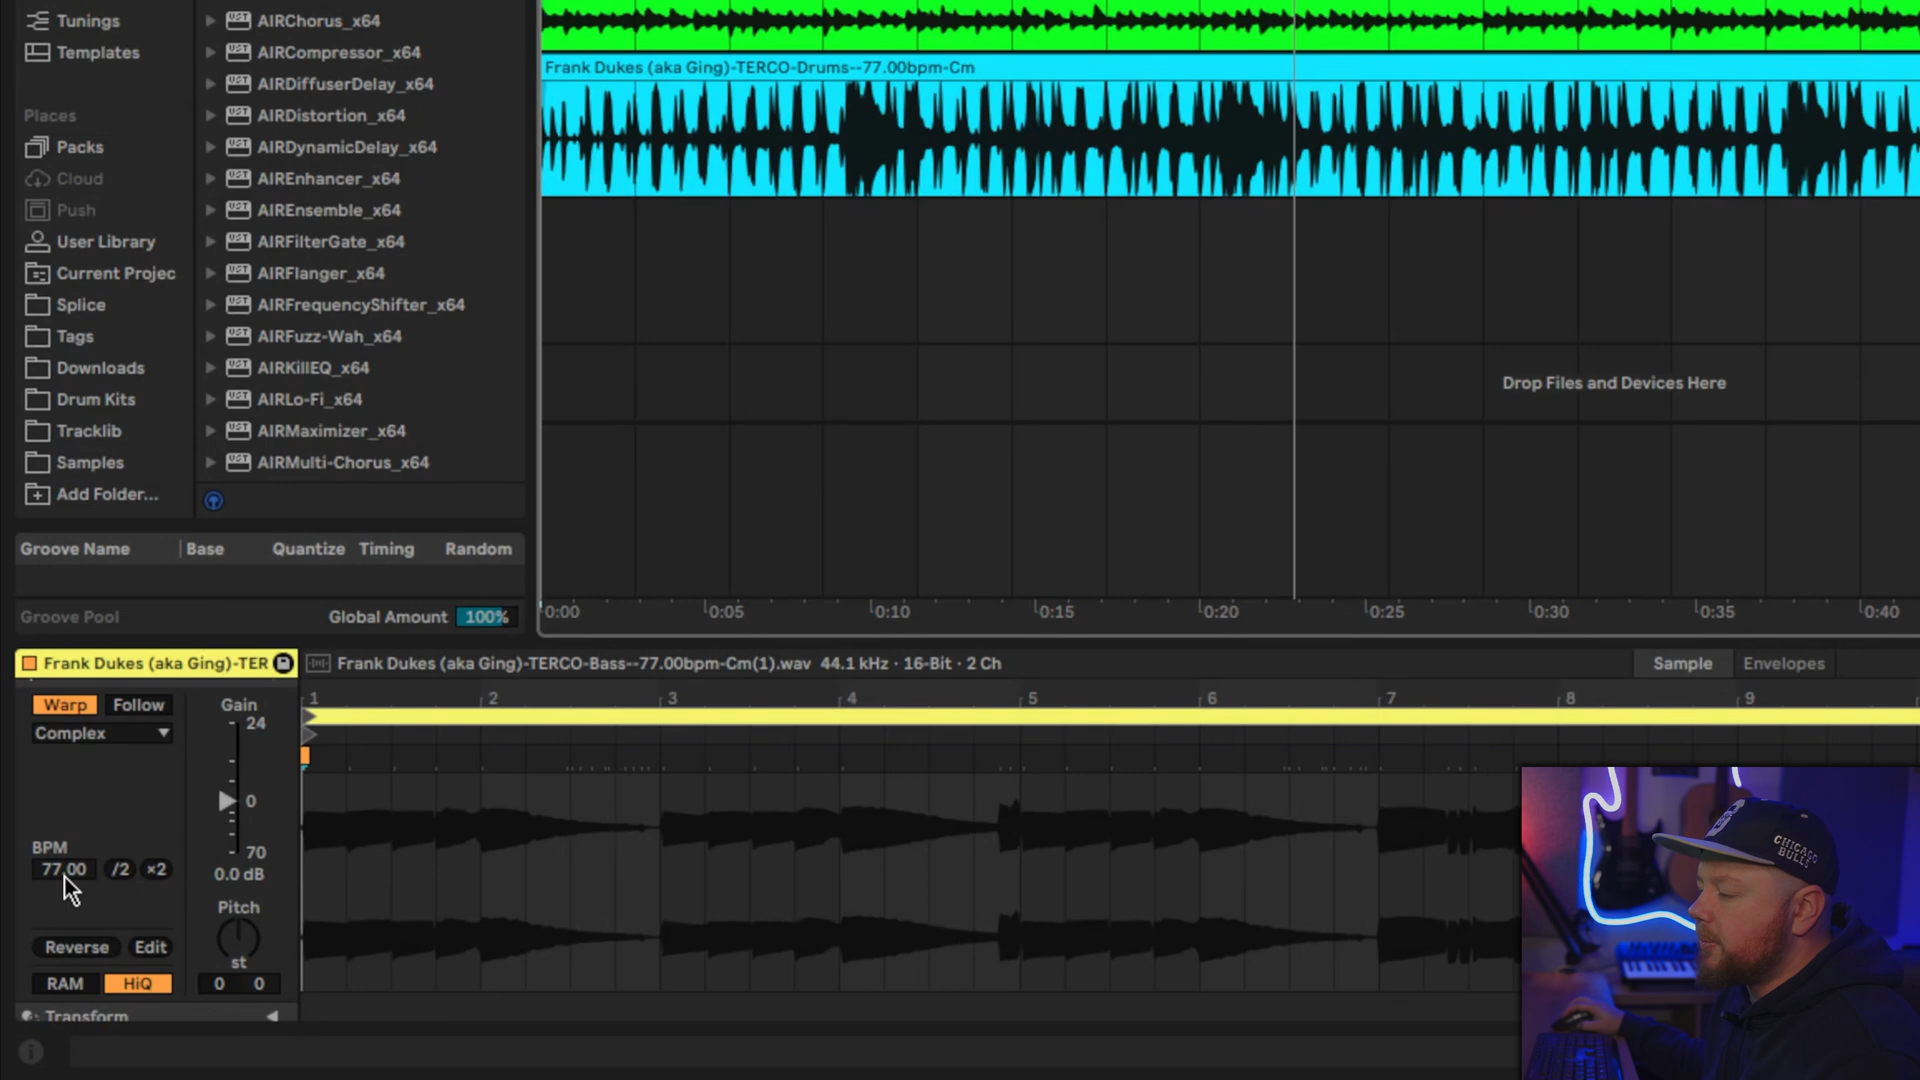 Tunings
Templates
Places
Packs
Cloud
Push
User Library
Current Projec
Splice
Tags
Downloads
Drum Kits
Tracklib
Samples
Add Folder...
AIRChorus_x64
AIRCompressor_x64
AIRDiffuserDelay_x64
AIRDistortion_x64
AIRDynamicDelay_x64
AIREnhancer_x64
AIREnsemble_x64
AIRFilterGate_x64
AIRFlanger_x64
AIRFrequencyShifter_x64
AIRFuzz-Wah_x64
AIRKillEQ_x64
AIRLo-Fi_x64
AIRMaximizer_x64
AIRMulti-Chorus_x64
Groove Name Base Quantize Timing Random
Groove Pool Global Amount 100%
Frank Dukes (aka Ging)-TERCO-Drums--77.00bpm-Cm
Drop Files and Devices Here
0:00 0:05 0:10 0:15 0:20 0:25 0:30 0:35 0:40
Frank Dukes (aka Ging)-TER
Frank Dukes (aka Ging)-TERCO-Bass--77.00bpm-Cm(1).wav 44.1 kHz · 16-Bit · 2 Ch
Sample Envelopes
Warp Follow
Complex
BPM
77.00 /2 ×2
Reverse Edit
RAM HiQ
Gain
24
0
70
0.0 dB
Pitch
st
0 0
Transform
1 2 3 4 5 6 7 8 9
CHICAGO
BULLS